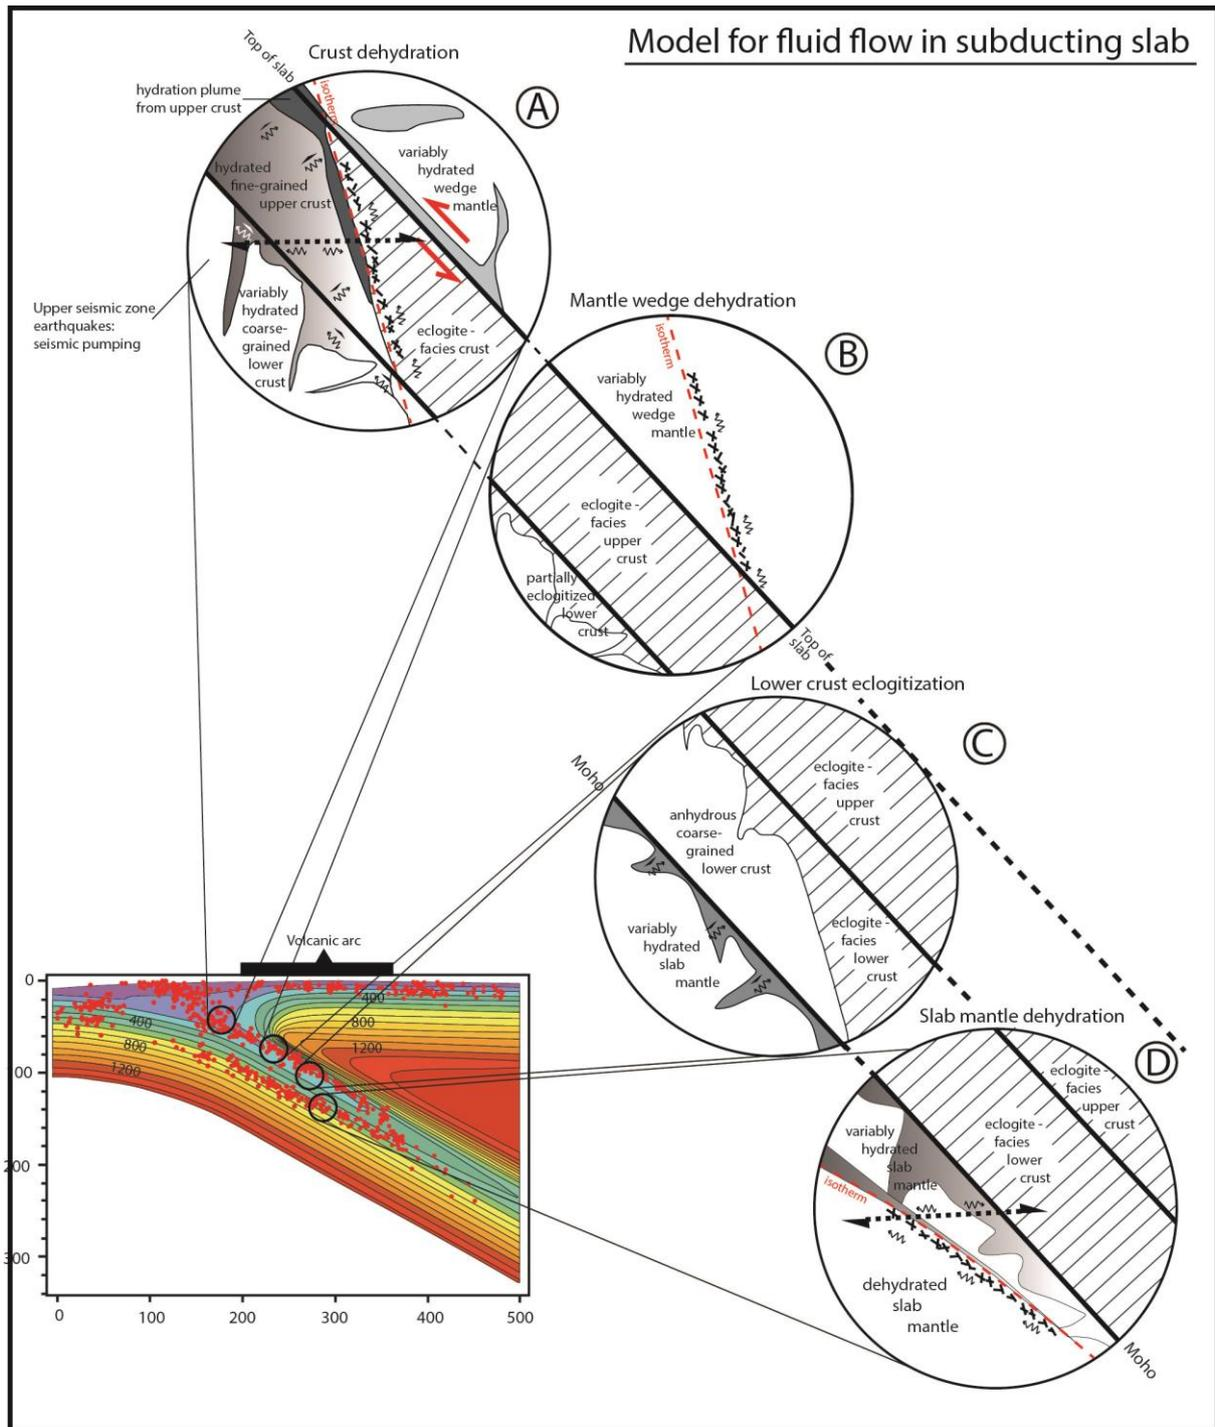 Model for fluid flow in subducting slab
Top of slab
Crust dehydration
A
hydration plume
from upper crust
isotherm
variably
hydrated
wedge
mantle
hydrated
fine-grained
upper crust
Upper seismic zone
earthquakes:
seismic pumping
variably
hydrated
coarse-
grained
lower
crust
eclogite -
facies crust
Mantle wedge dehydration
B
isotherm
variably
hydrated
wedge
mantle
eclogite -
facies
upper
crust
partially
eclogitized
lower
crust
Top of
slab
Lower crust eclogitization
C
Moho
eclogite -
facies
upper
crust
anhydrous
coarse-
grained
lower crust
variably
hydrated
slab
mantle
eclogite -
facies
lower
crust
Slab mantle dehydration
D
eclogite -
facies
upper
crust
eclogite -
facies
lower
crust
variably
hydrated
slab
mantle
isotherm
dehydrated
slab
mantle
Moho
Volcanic arc
0
400
400
800
800
1200
1200
00
200
300
0
100
200
300
400
500